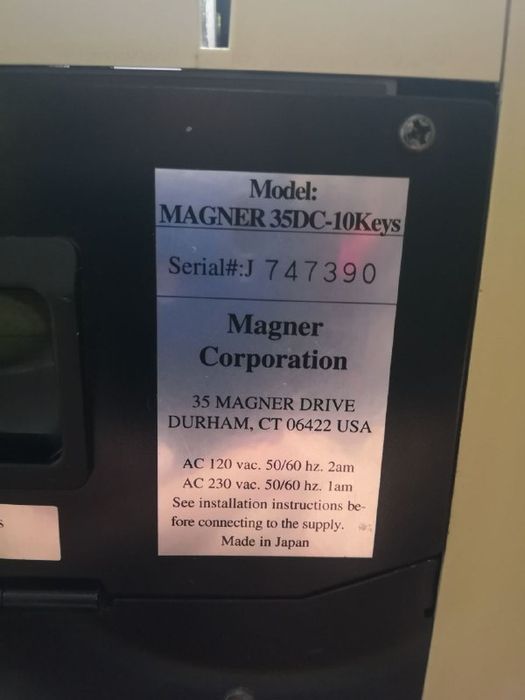 Model:
MAGNER 35DC-10Keys
Serial#:J 747390
Magner
Corporation
35 MAGNER DRIVE
DURHAM, CT 06422 USA
AC 120 vac. 50/60 hz. 2am
AC 230 vac. 50/60 hz. 1am
See installation instructions be-
fore connecting to the supply.
Made in Japan
s